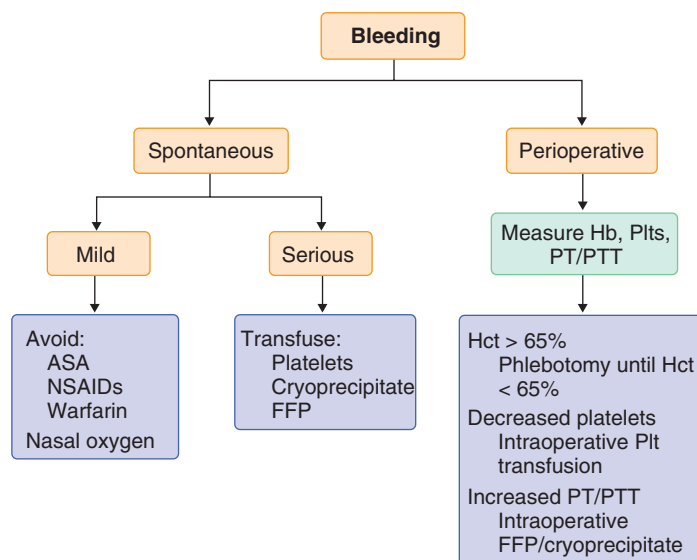 Bleeding
Spontaneous
Perioperative
Mild
Serious
Measure Hb, Plts,
PT/PTT
Avoid:
ASA
NSAIDs
Warfarin
Nasal oxygen
Transfuse:
Platelets
Cryoprecipitate
FFP
Hct > 65%
Phlebotomy until Hct
< 65%
Decreased platelets
Intraoperative Plt
transfusion
Increased PT/PTT
Intraoperative
FFP/cryoprecipitate